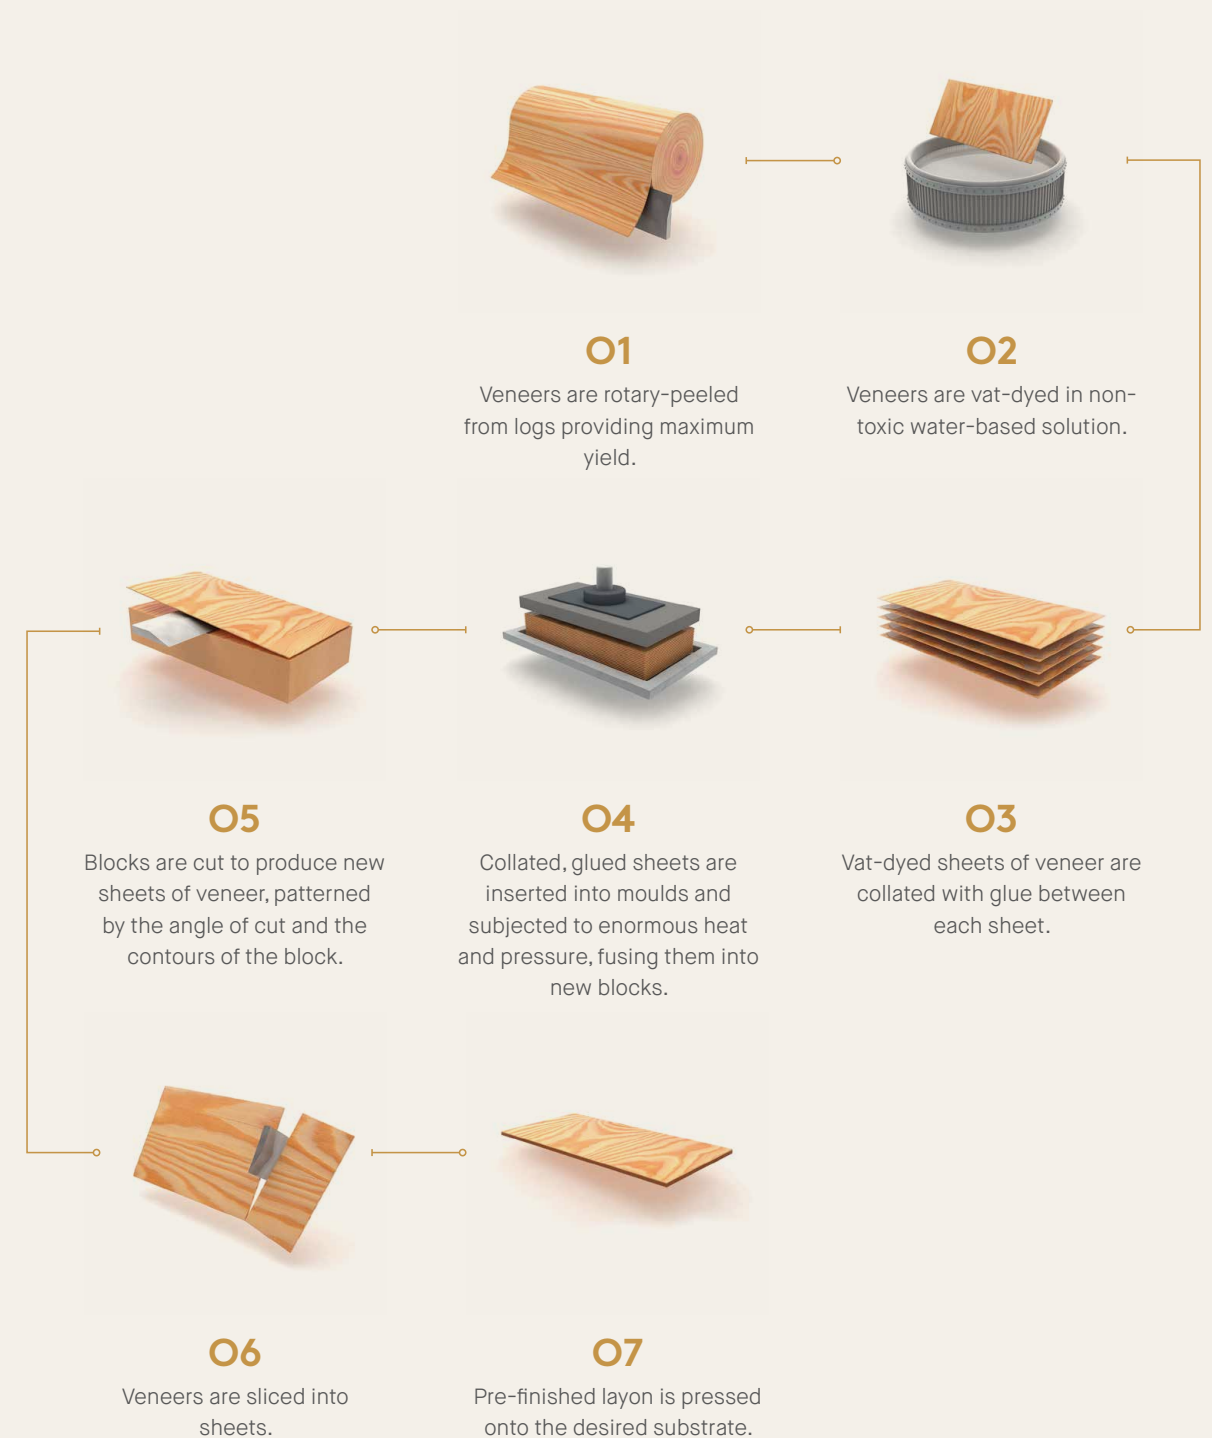 01
Veneers are rotary-peeled
from logs providing maximum
yield.
02
Veneers are vat-dyed in non-
toxic water-based solution.
03
Vat-dyed sheets of veneer are
collated with glue between
each sheet.
04
Collated, glued sheets are
inserted into moulds and
subjected to enormous heat
and pressure, fusing them into
new blocks.
05
Blocks are cut to produce new
sheets of veneer, patterned
by the angle of cut and the
contours of the block.
06
Veneers are sliced into
sheets.
07
Pre-finished layon is pressed
onto the desired substrate.